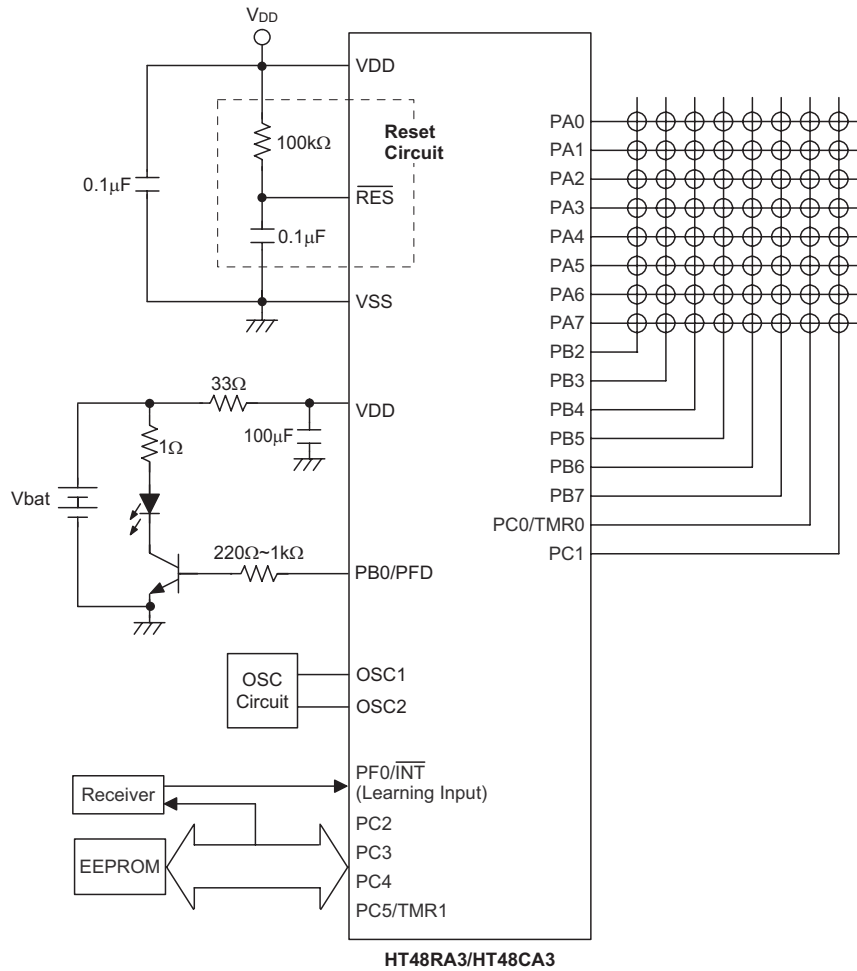 VDD
VDD
Reset
Circuit
100kΩ
0.1μF
RES
0.1μF
VSS
33Ω
VDD
100μF
1Ω
Vbat
220Ω~1kΩ
PB0/PFD
OSC
Circuit
OSC1
OSC2
PF0/INT
(Learning Input)
Receiver
PC2
PC3
EEPROM
PC4
PC5/TMR1
PA0
PA1
PA2
PA3
PA4
PA5
PA6
PA7
PB2
PB3
PB4
PB5
PB6
PB7
PC0/TMR0
PC1
HT48RA3/HT48CA3